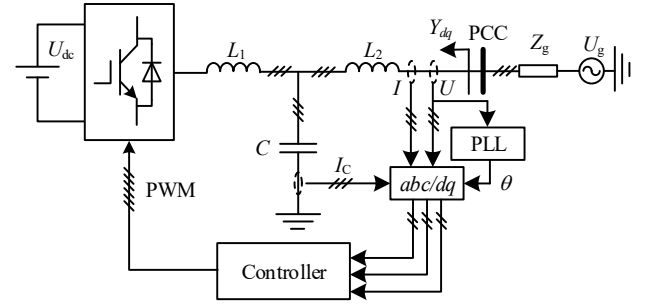 U_dc
L_1
L_2
Y_dq
PCC
Z_g
U_g
I
U
C
I_C
PLL
abc/dq
θ
PWM
Controller